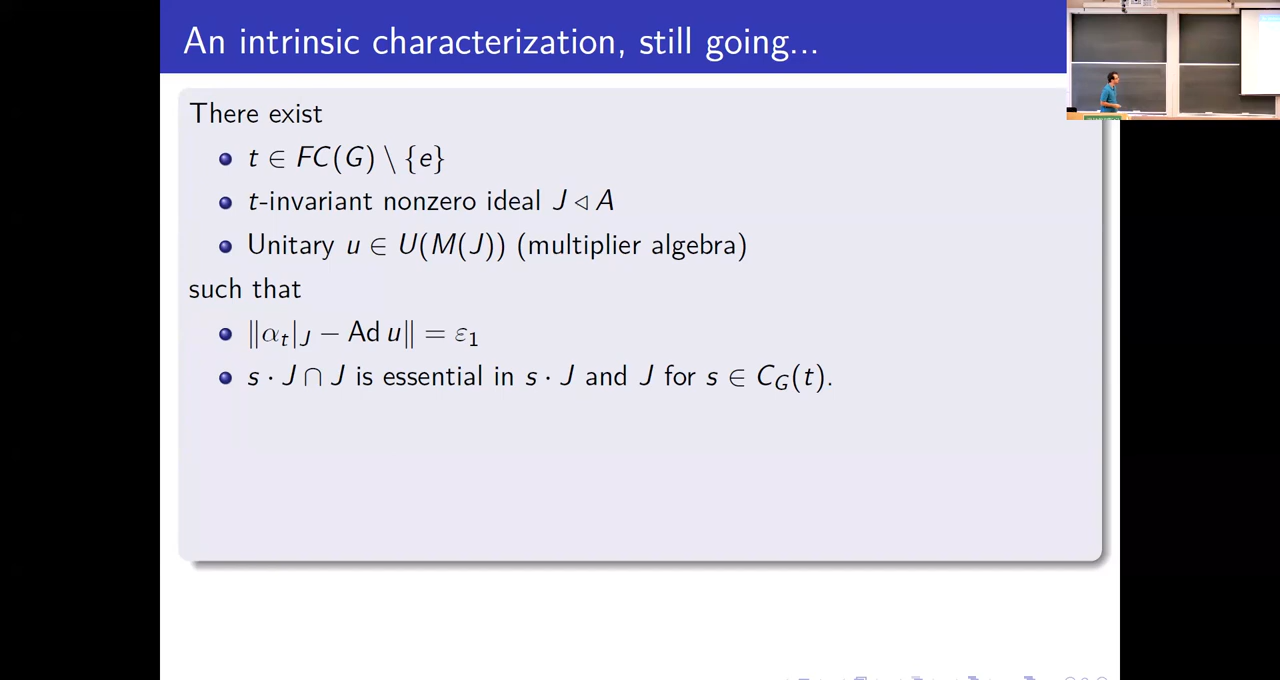 An intrinsic characterization, still going...
There exist
t ∈ FC(G) \ {e}
t-invariant nonzero ideal J ◁ A
Unitary u ∈ U(M(J)) (multiplier algebra)
such that
‖α_t|_J − Ad u‖ = ε₁
s · J ∩ J is essential in s · J and J for s ∈ C_G(t).